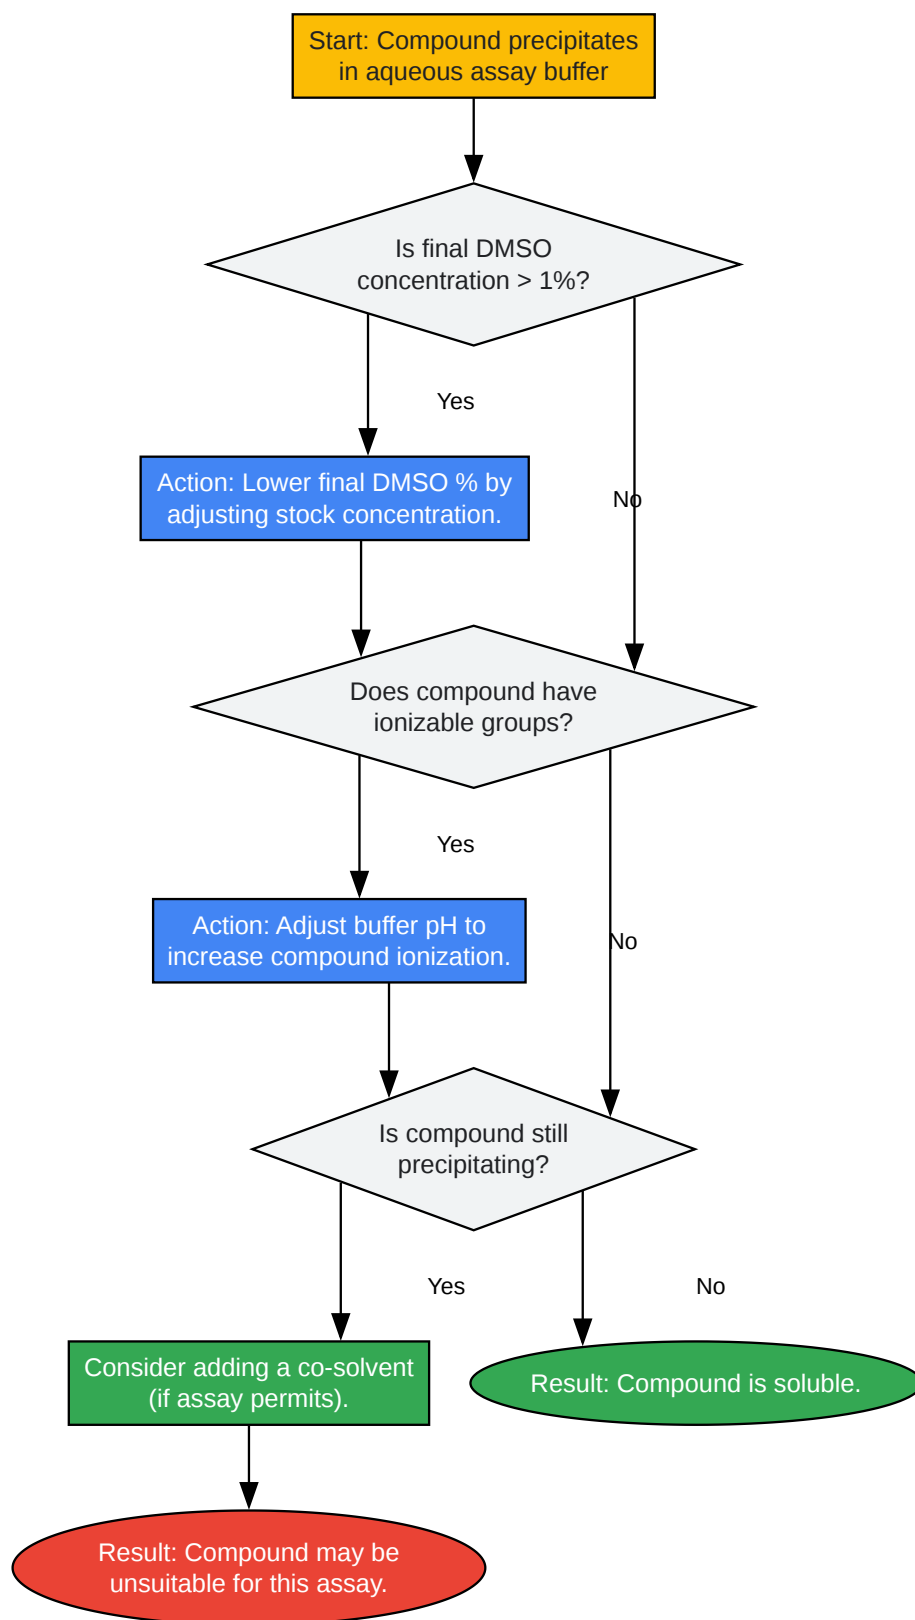 Start: Compound precipitates
in aqueous assay buffer
Is final DMSO
concentration > 1%?
Yes
Action: Lower final DMSO % by
adjusting stock concentration.
No
Does compound have
ionizable groups?
Yes
Action: Adjust buffer pH to
increase compound ionization.
No
Is compound still
precipitating?
Yes
No
Consider adding a co-solvent
(if assay permits).
Result: Compound is soluble.
Result: Compound may be
unsuitable for this assay.